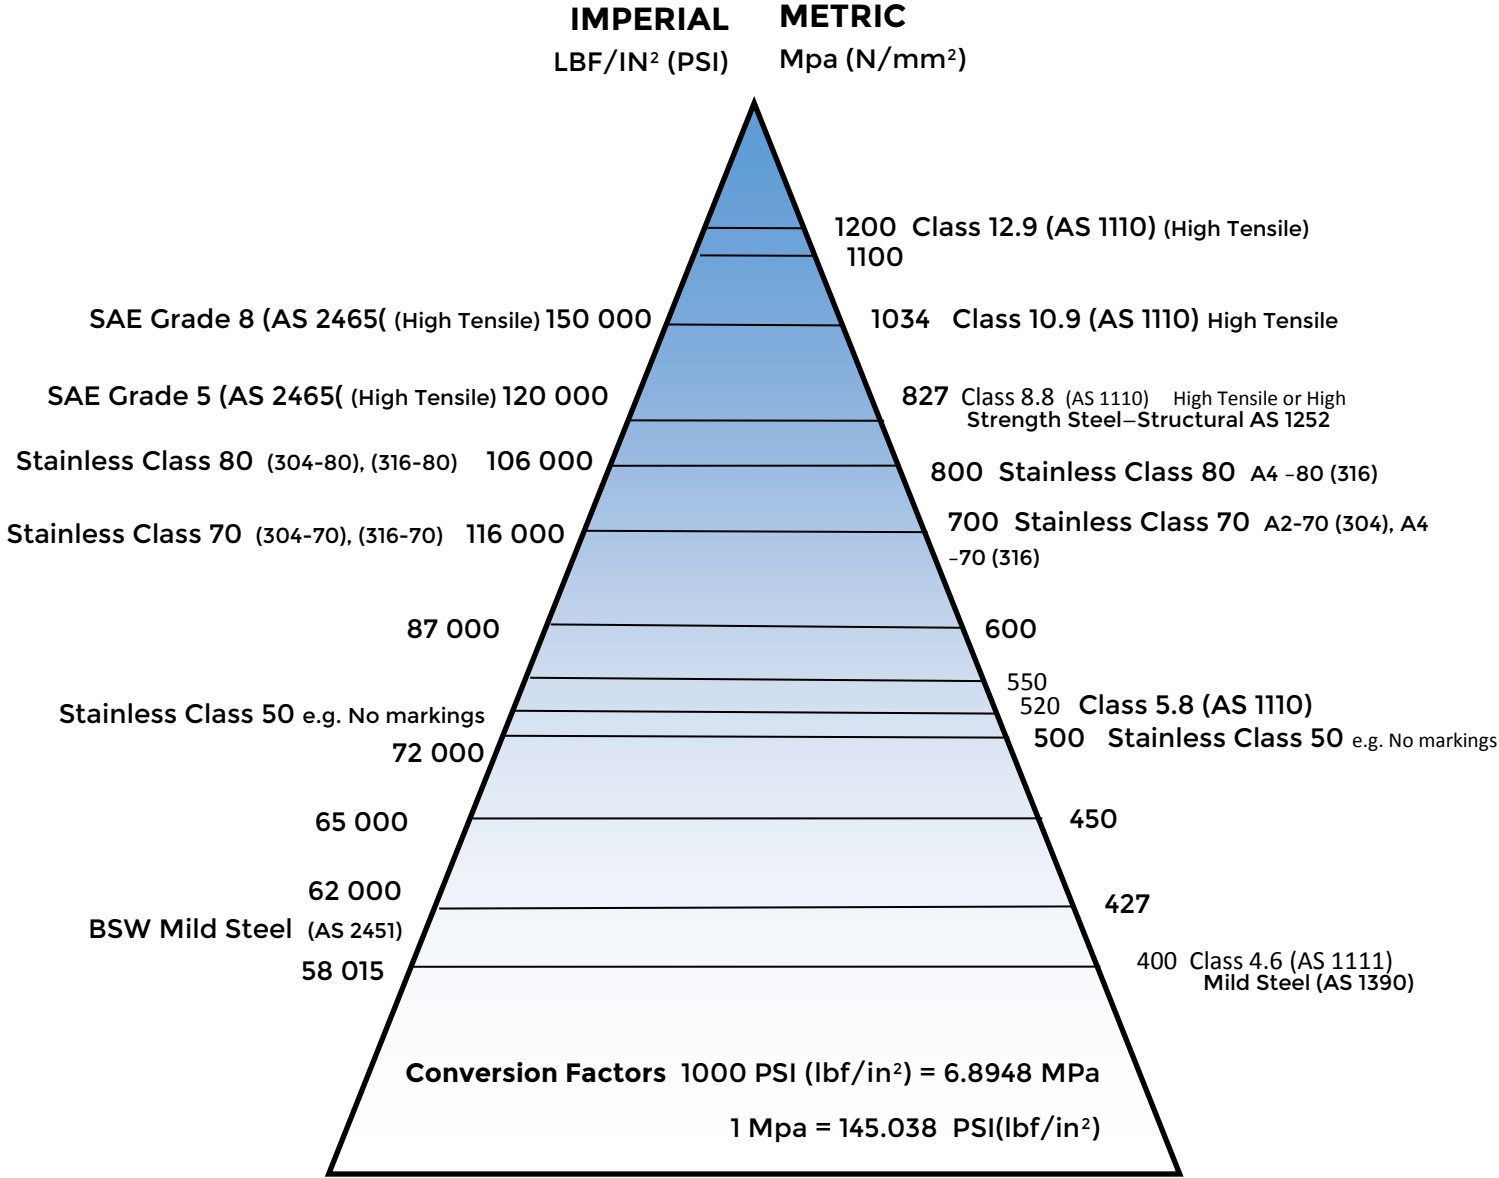 IMPERIAL METRIC
LBF/IN² (PSI) Mpa (N/mm²)
1200 Class 12.9 (AS 1110) (High Tensile)
1100
SAE Grade 8 (AS 2465( (High Tensile) 150 000
1034 Class 10.9 (AS 1110) High Tensile
SAE Grade 5 (AS 2465( (High Tensile) 120 000
827 Class 8.8 (AS 1110) High Tensile or High
Strength Steel–Structural AS 1252
Stainless Class 80 (304-80), (316-80) 106 000
800 Stainless Class 80 A4 –80 (316)
Stainless Class 70 (304-70), (316-70) 116 000
700 Stainless Class 70 A2-70 (304), A4
–70 (316)
87 000
600
550
520 Class 5.8 (AS 1110)
Stainless Class 50 e.g. No markings
72 000
500 Stainless Class 50 e.g. No markings
65 000
450
62 000
427
BSW Mild Steel (AS 2451)
58 015
400 Class 4.6 (AS 1111)
Mild Steel (AS 1390)
Conversion Factors 1000 PSI (lbf/in²) = 6.8948 MPa
1 Mpa = 145.038 PSI(lbf/in²)